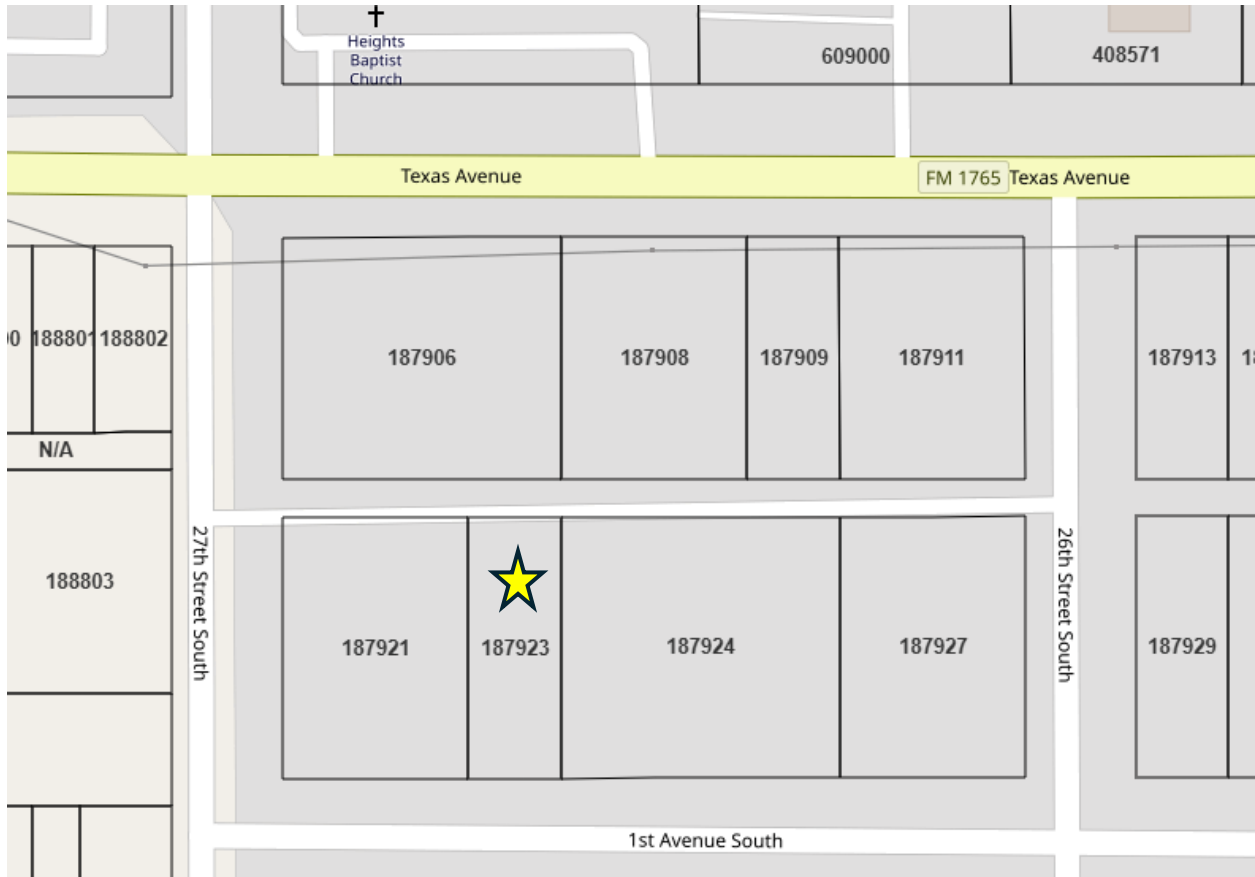 Heights
Baptist
Church
609000
408571
Texas Avenue
FM 1765
Texas Avenue
188801
188802
187906
187908
187909
187911
187913
N/A
27th Street South
26th Street South
188803
187921
187923
187924
187927
187929
1st Avenue South